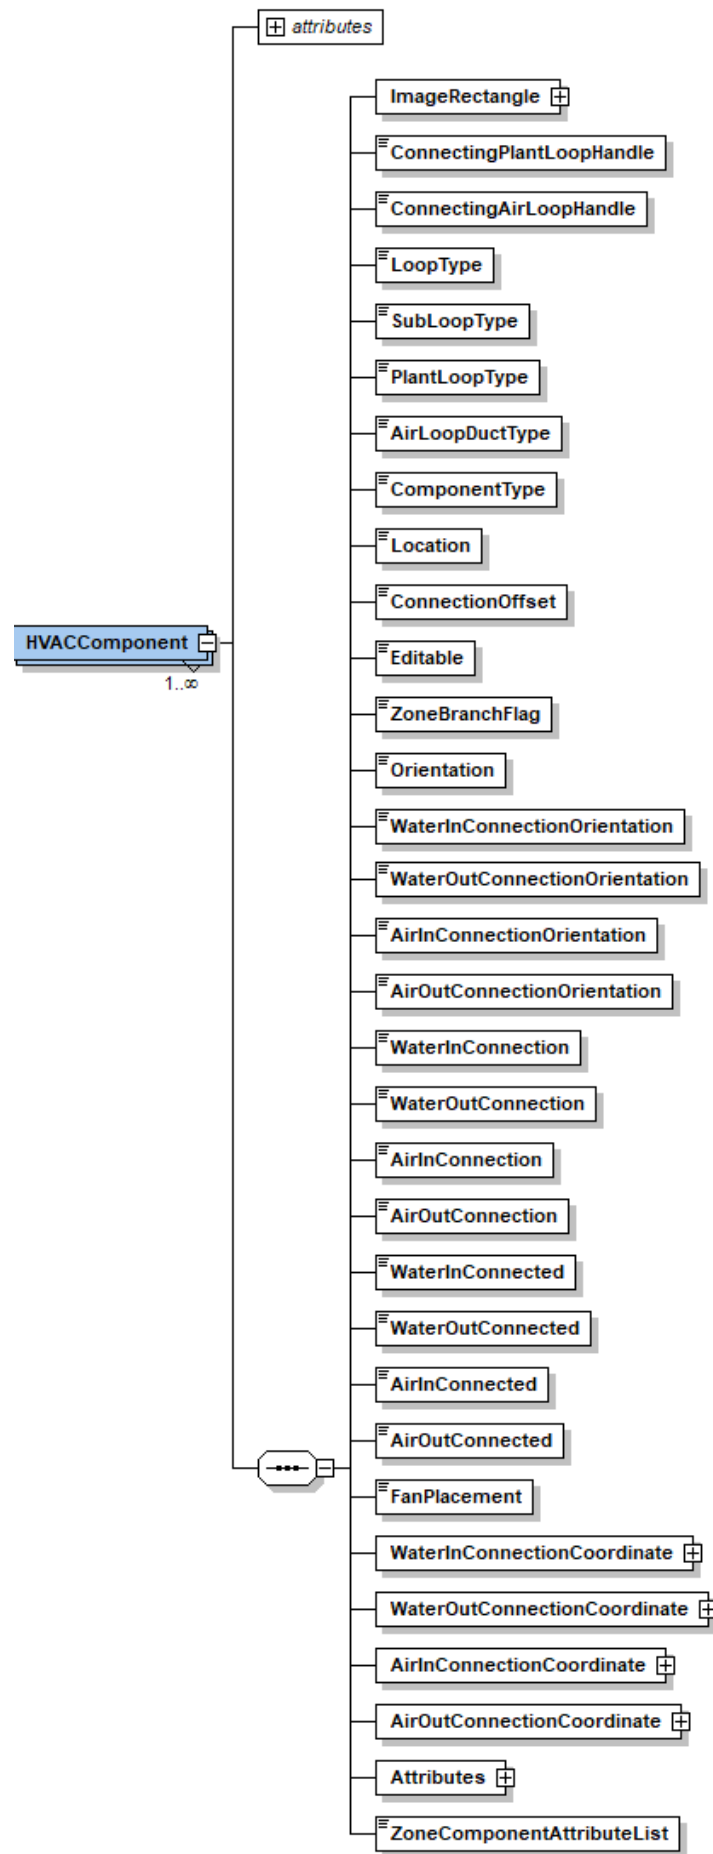 attributes
ImageRectangle
ConnectingPlantLoopHandle
ConnectingAirLoopHandle
LoopType
SubLoopType
PlantLoopType
AirLoopDuctType
ComponentType
Location
ConnectionOffset
HVACComponent
1..∞
Editable
ZoneBranchFlag
Orientation
WaterInConnectionOrientation
WaterOutConnectionOrientation
AirInConnectionOrientation
AirOutConnectionOrientation
WaterInConnection
WaterOutConnection
AirInConnection
AirOutConnection
WaterInConnected
WaterOutConnected
AirInConnected
AirOutConnected
FanPlacement
WaterInConnectionCoordinate
WaterOutConnectionCoordinate
AirInConnectionCoordinate
AirOutConnectionCoordinate
Attributes
ZoneComponentAttributeList